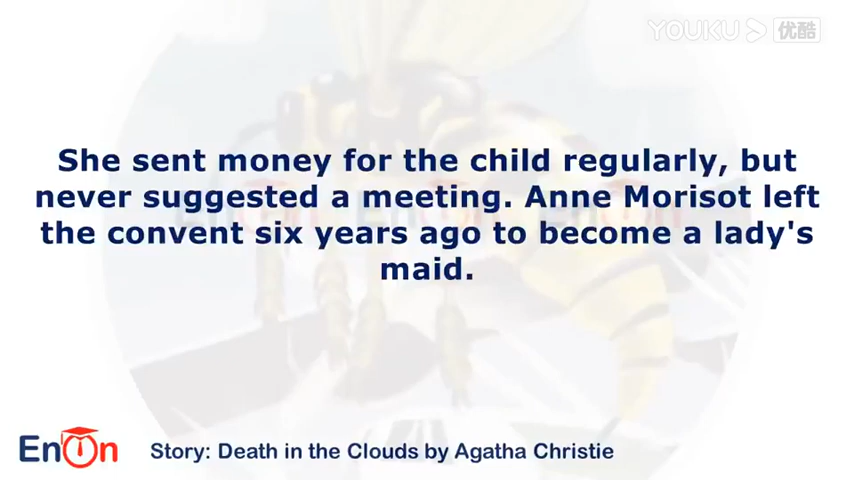 YOUKU 优酷
She sent money for the child regularly, but
never suggested a meeting. Anne Morisot left
the convent six years ago to become a lady's
maid.
EnOn
Story: Death in the Clouds by Agatha Christie